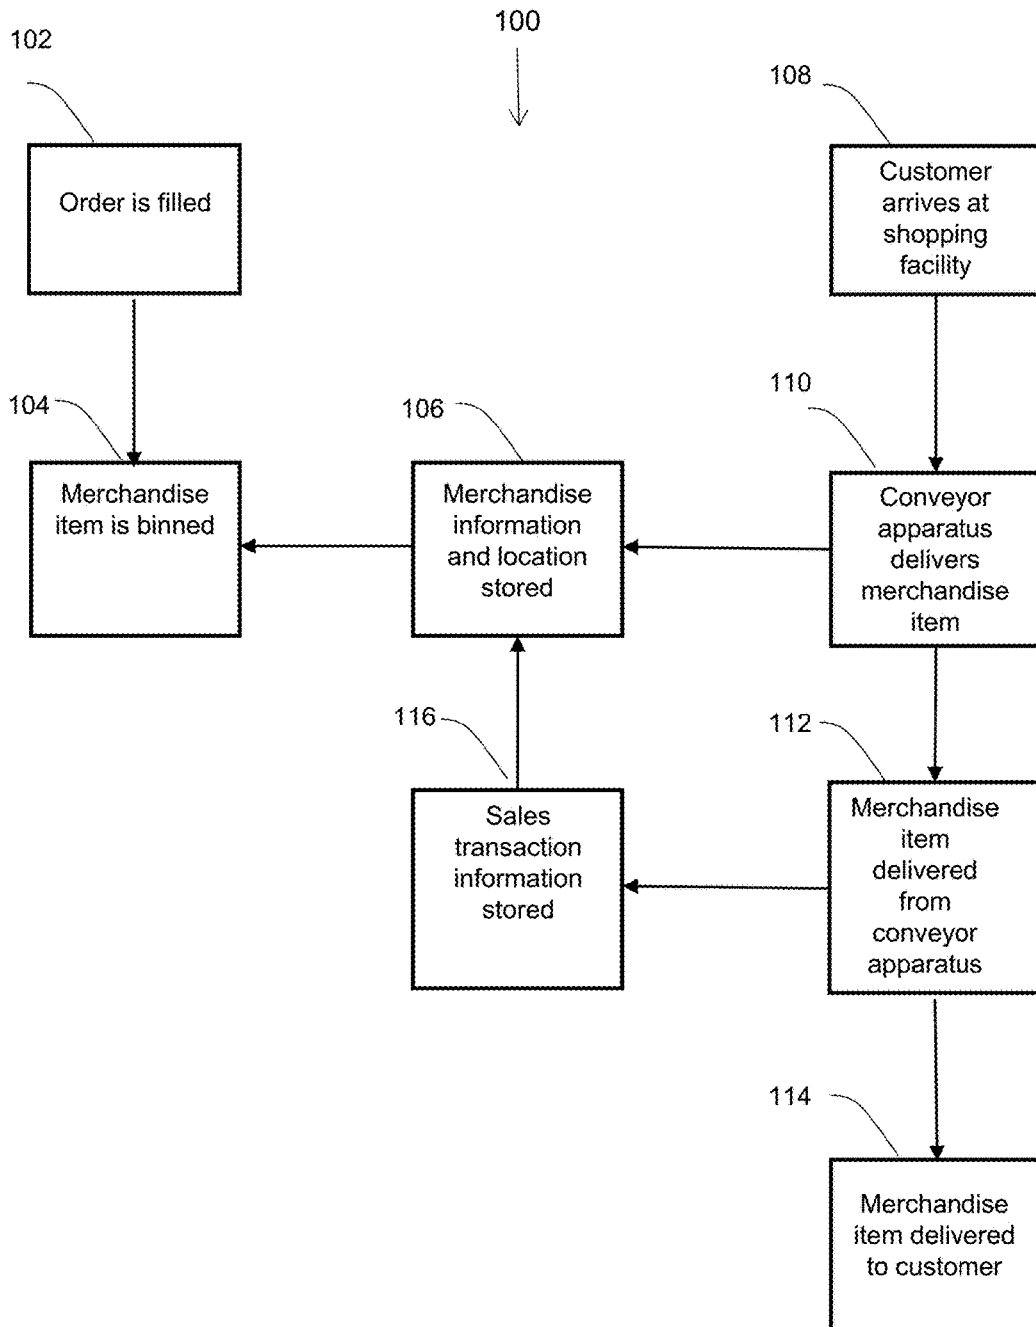 100
102
108
Order is filled
Customer
arrives at
shopping
facility
104
106
110
Merchandise
item is binned
Merchandise
information
and location
stored
Conveyor
apparatus
delivers
merchandise
item
116
112
Sales
transaction
information
stored
Merchandise
item
delivered
from
conveyor
apparatus
114
Merchandise
item delivered
to customer